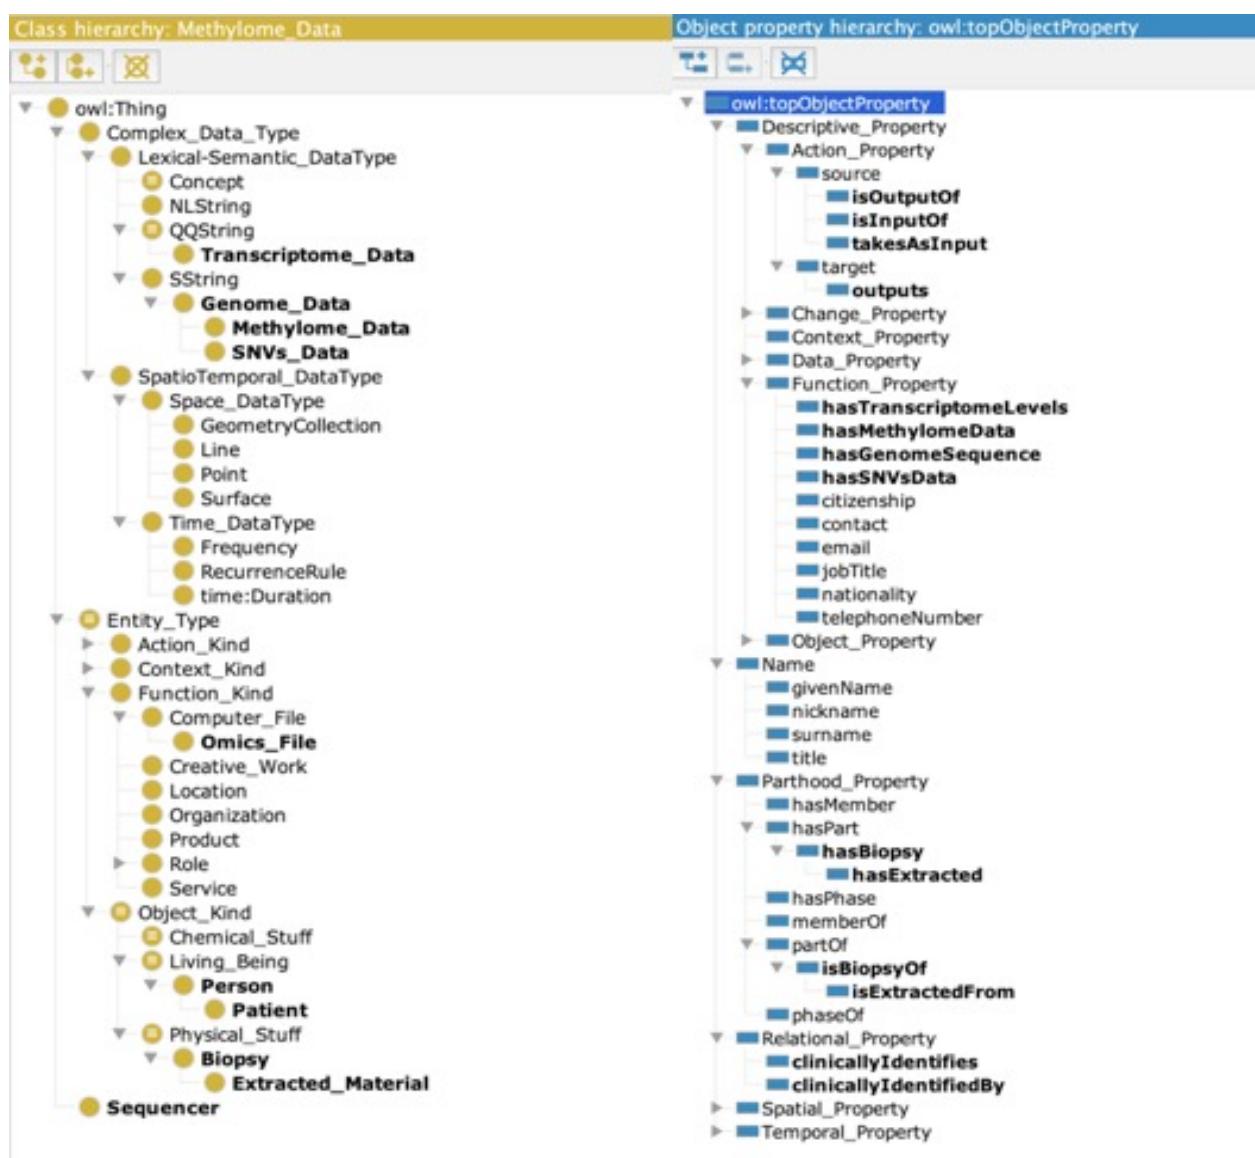 Class hierarchy: Methylome_Data
owl:Thing
Complex_Data_Type
Lexical-Semantic_DataType
Concept
NLString
QQString
Transcriptome_Data
SString
Genome_Data
Methylome_Data
SNVs_Data
SpatioTemporal_DataType
Space_DataType
GeometryCollection
Line
Point
Surface
Time_DataType
Frequency
RecurrenceRule
time:Duration
Entity_Type
Action_Kind
Context_Kind
Function_Kind
Computer_File
Omics_File
Creative_Work
Location
Organization
Product
Role
Service
Object_Kind
Chemical_Stuff
Living_Being
Person
Patient
Physical_Stuff
Biopsy
Extracted_Material
Sequencer
Object property hierarchy: owl:topObjectProperty
owl:topObjectProperty
Descriptive_Property
Action_Property
source
isOutputOf
isInputOf
takesAsInput
target
outputs
Change_Property
Context_Property
Data_Property
Function_Property
hasTranscriptomeLevels
hasMethylomeData
hasGenomeSequence
hasSNVsData
citizenship
contact
email
jobTitle
nationality
telephoneNumber
Object_Property
Name
givenName
nickname
surname
title
Parthood_Property
hasMember
hasPart
hasBiopsy
hasExtracted
hasPhase
memberOf
partOf
isBiopsyOf
isExtractedFrom
phaseOf
Relational_Property
clinicallyIdentifies
clinicallyIdentifiedBy
Spatial_Property
Temporal_Property